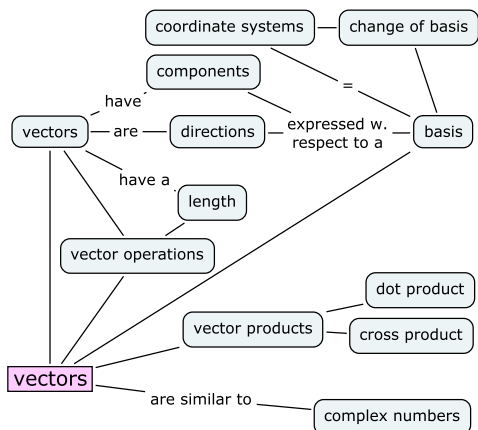 coordinate systems
change of basis
components
=
have
vectors
are
directions
expressed w.
respect to a
basis
have a
length
vector operations
dot product
vector products
cross product
vectors
are similar to
complex numbers